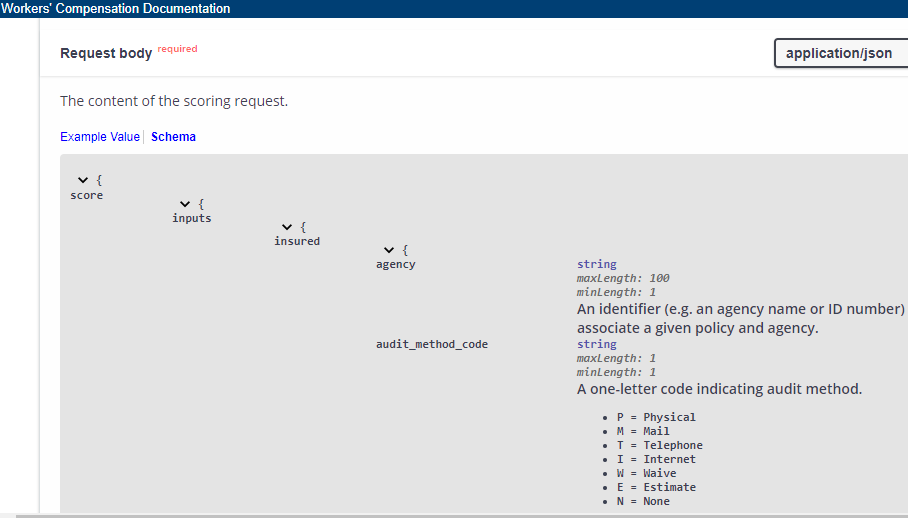 Workers' Compensation Documentation
Request body required
application/json
The content of the scoring request.
Example Value Schema
{
score
{
inputs
{
insured
{
agency string
maxLength: 100
minLength: 1
An identifier (e.g. an agency name or ID number)
associate a given policy and agency.
audit_method_code string
maxLength: 1
minLength: 1
A one-letter code indicating audit method.
• P = Physical
• M = Mail
• T = Telephone
• I = Internet
• W = Waive
• E = Estimate
• N = None